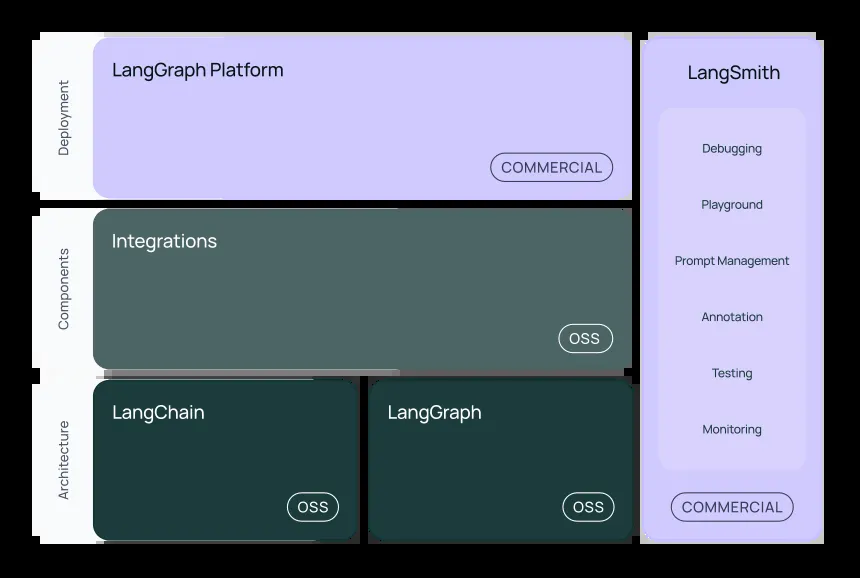 Deployment
LangGraph Platform
COMMERCIAL
Components
Integrations
OSS
Architecture
LangChain
OSS
LangGraph
OSS
LangSmith
Debugging
Playground
Prompt Management
Annotation
Testing
Monitoring
COMMERCIAL